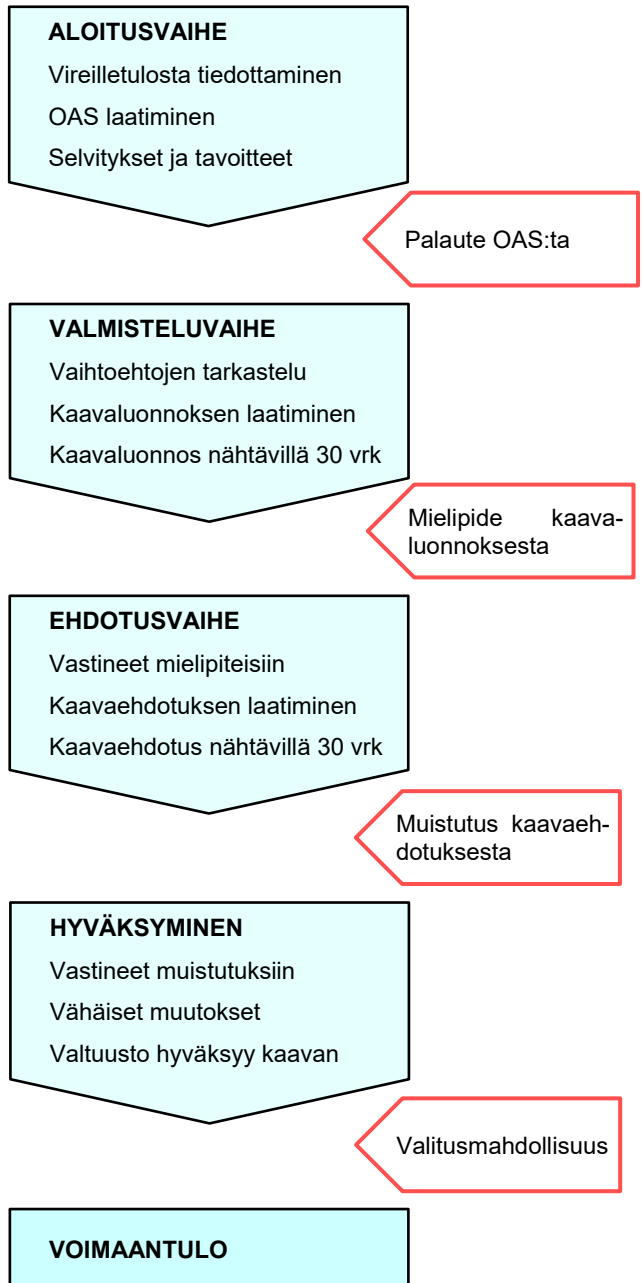 ALOITUSVAIHE
Vireilletulosta tiedottaminen
OAS laatiminen
Selvitykset ja tavoitteet
Palaute OAS:ta
VALMISTELUVAIHE
Vaihtoehtojen tarkastelu
Kaavaluonnoksen laatiminen
Kaavaluonnos nähtävillä 30 vrk
Mielipide kaava-
luonnoksesta
EHDOTUSVAIHE
Vastineet mielipiteisiin
Kaavaehdotuksen laatiminen
Kaavaehdotus nähtävillä 30 vrk
Muistutus kaavaeh-
dotuksesta
HYVÄKSYMINEN
Vastineet muistutuksiin
Vähäiset muutokset
Valtuusto hyväksyy kaavan
Valitusmahdollisuus
VOIMAANTULO